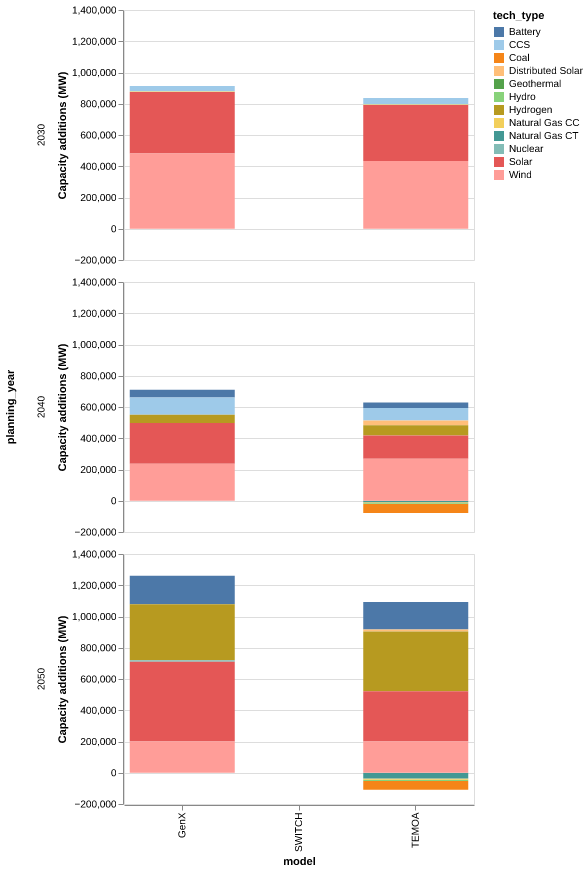 planning_year
2030
Capacity additions (MW)
1,400,000
1,200,000
1,000,000
800,000
600,000
400,000
200,000
0
−200,000
2040
Capacity additions (MW)
1,400,000
1,200,000
1,000,000
800,000
600,000
400,000
200,000
0
−200,000
2050
Capacity additions (MW)
1,400,000
1,200,000
1,000,000
800,000
600,000
400,000
200,000
0
−200,000
GenX
SWITCH
TEMOA
model
tech_type
Battery
CCS
Coal
Distributed Solar
Geothermal
Hydro
Hydrogen
Natural Gas CC
Natural Gas CT
Nuclear
Solar
Wind